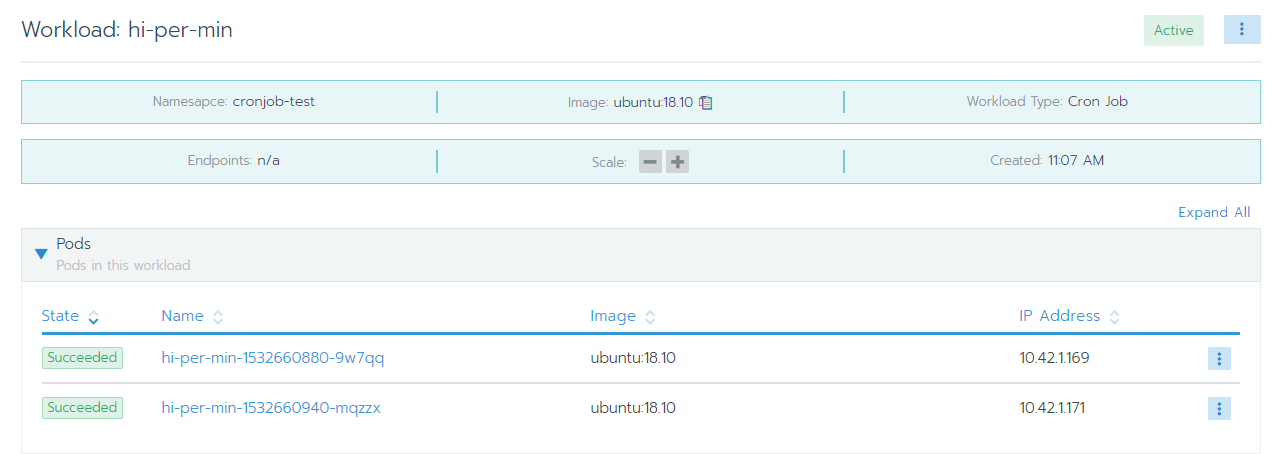 Workload: hi-per-min
Active
Namesapce: cronjob-test
Image: ubuntu:18.10
Workload Type: Cron Job
Endpoints: n/a
Scale:
Created: 11:07 AM
Expand All
Pods
Pods in this workload
State Name Image IP Address
Succeeded hi-per-min-1532660880-9w7qq ubuntu:18.10 10.42.1.169
Succeeded hi-per-min-1532660940-mqzzx ubuntu:18.10 10.42.1.171